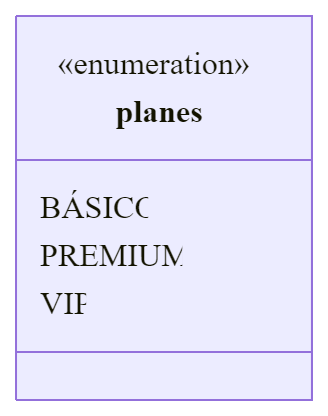 «enumeration»
planes
BÁSICO
PREMIUM
VIP